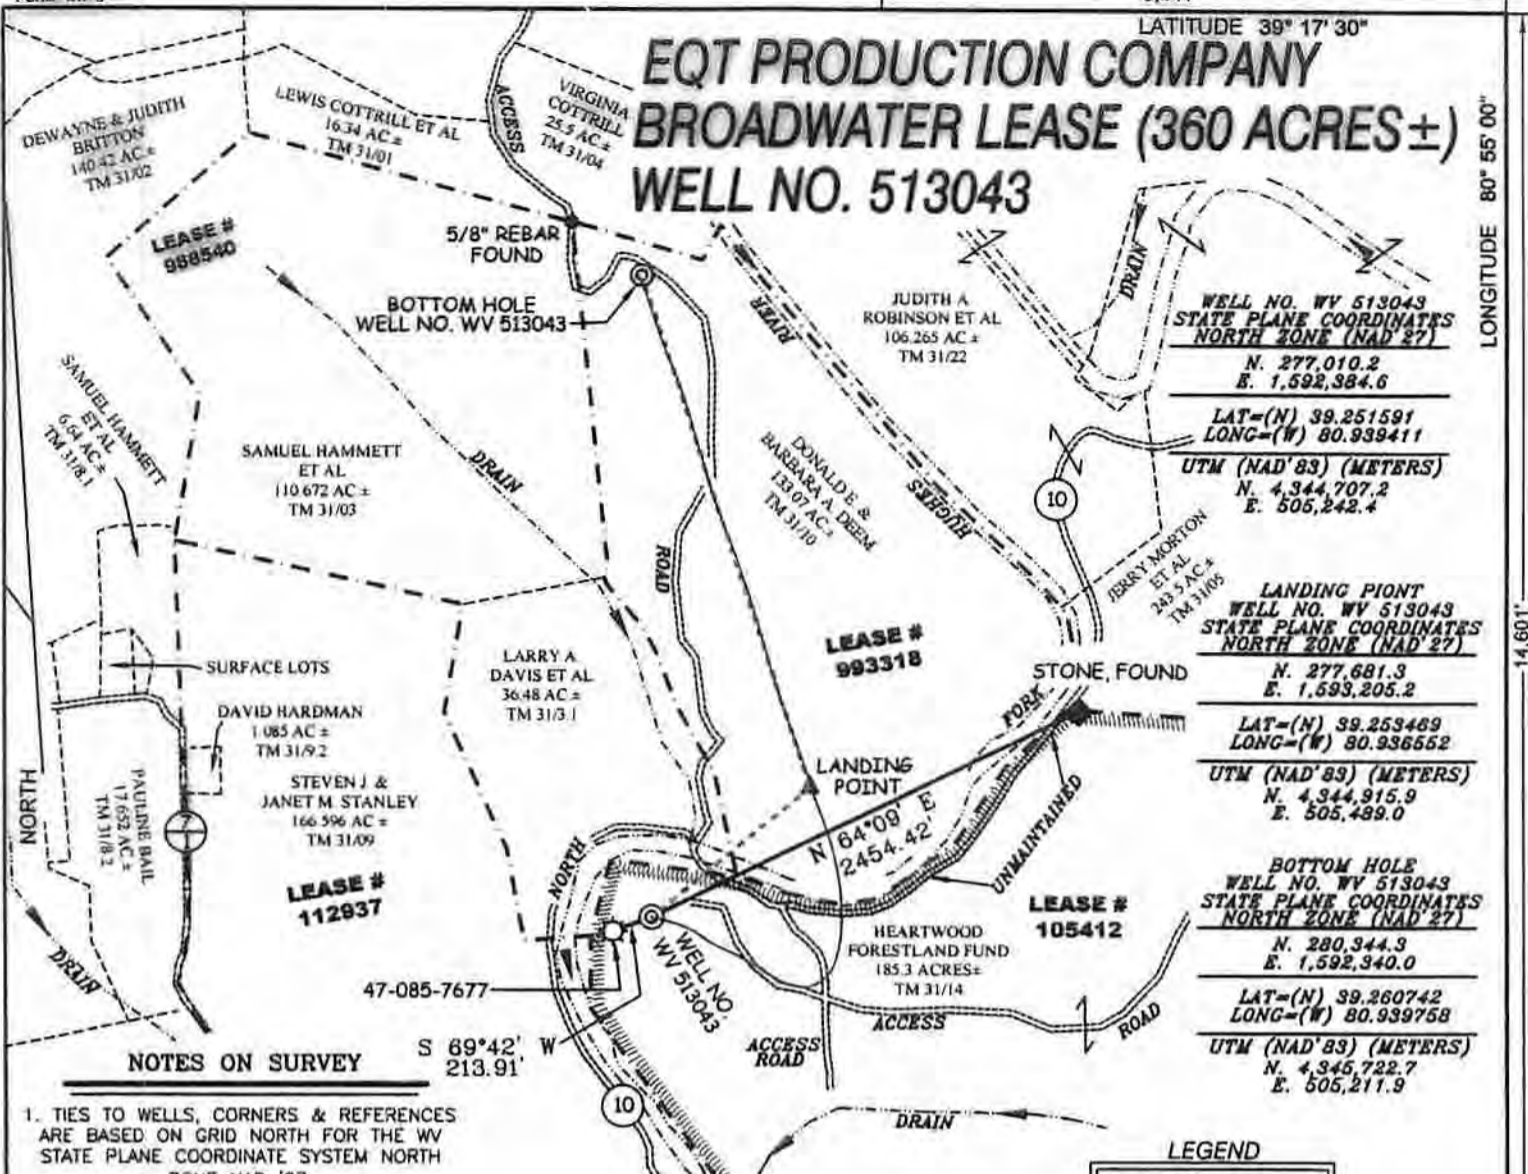 LATITUDE 39° 17' 30"
EQT PRODUCTION COMPANY
BROADWATER LEASE (360 ACRES±)
WELL NO. 513043
LONGITUDE 80° 55' 00"
14,601'
DEWAYNE & JUDITH
BRITTON
140.42 AC ±
TM 31/02
LEWIS COTTRILL ET AL
16.34 AC ±
TM 31/01
ACCESS
VIRGINIA
COTTRILL
25.5 AC ±
TM 31/04
LEASE #
988540
5/8" REBAR
FOUND
BOTTOM HOLE
WELL NO. WV 513043
RIVER
JUDITH A
ROBINSON ET AL
106.265 AC ±
TM 31/22
DRAIN
WELL NO. WV 513043
STATE PLANE COORDINATES
NORTH ZONE (NAD'27)
N. 277,010.2
E. 1,592,384.6
LAT=(N) 39.251591
LONG=(W) 80.939411
UTM (NAD'83) (METERS)
N. 4,344,707.2
E. 505,242.4
SAMUEL HAMMETT
ET AL
6.64 AC ±
TM 31/8.1
SAMUEL HAMMETT
ET AL
110.672 AC ±
TM 31/03
DRAIN
DONALD E &
BARBARA A. DEEM
133.07 AC ±
TM 31/10
HUGHES
10
JERRY MORTON
ET AL
243.5 AC ±
TM 31/05
ROAD
LANDING PIONT
WELL NO. WV 513043
STATE PLANE COORDINATES
NORTH ZONE (NAD'27)
N. 277,681.3
E. 1,593,205.2
LAT=(N) 39.253469
LONG=(W) 80.936552
UTM (NAD'83) (METERS)
N. 4,344,915.9
E. 505,489.0
LEASE #
993318
STONE, FOUND
FORK
SURFACE LOTS
LARRY A
DAVIS ET AL
36.48 AC ±
TM 31/3.1
DAVID HARDMAN
1.085 AC ±
TM 31/9.2
NORTH
PAULINE BAIL
17.652 AC ±
TM 31/8.2
STEVEN J. &
JANET M. STANLEY
166.596 AC ±
TM 31/09
7
1
LANDING
POINT
N 64°09' E
2454.42'
UNMAINTAINED
LEASE #
112937
NORTH
LEASE #
105412
BOTTOM HOLE
WELL NO. WV 513043
STATE PLANE COORDINATES
NORTH ZONE (NAD'27)
N. 280,344.3
E. 1,592,340.0
LAT=(N) 39.260742
LONG=(W) 80.939758
UTM (NAD'83) (METERS)
N. 4,345,722.7
E. 505,211.9
HEARTWOOD
FORESTLAND FUND
185.3 ACRES±
TM 31/14
DRAIN
47-085-7677
WELL NO.
WV 513043
ACCESS
ROAD
ACCESS
ROAD
S 69°42' W
213.91'
10
DRAIN
NOTES ON SURVEY
1. TIES TO WELLS, CORNERS & REFERENCES
ARE BASED ON GRID NORTH FOR THE WV
STATE PLANE COORDINATE SYSTEM NORTH
LEGEND